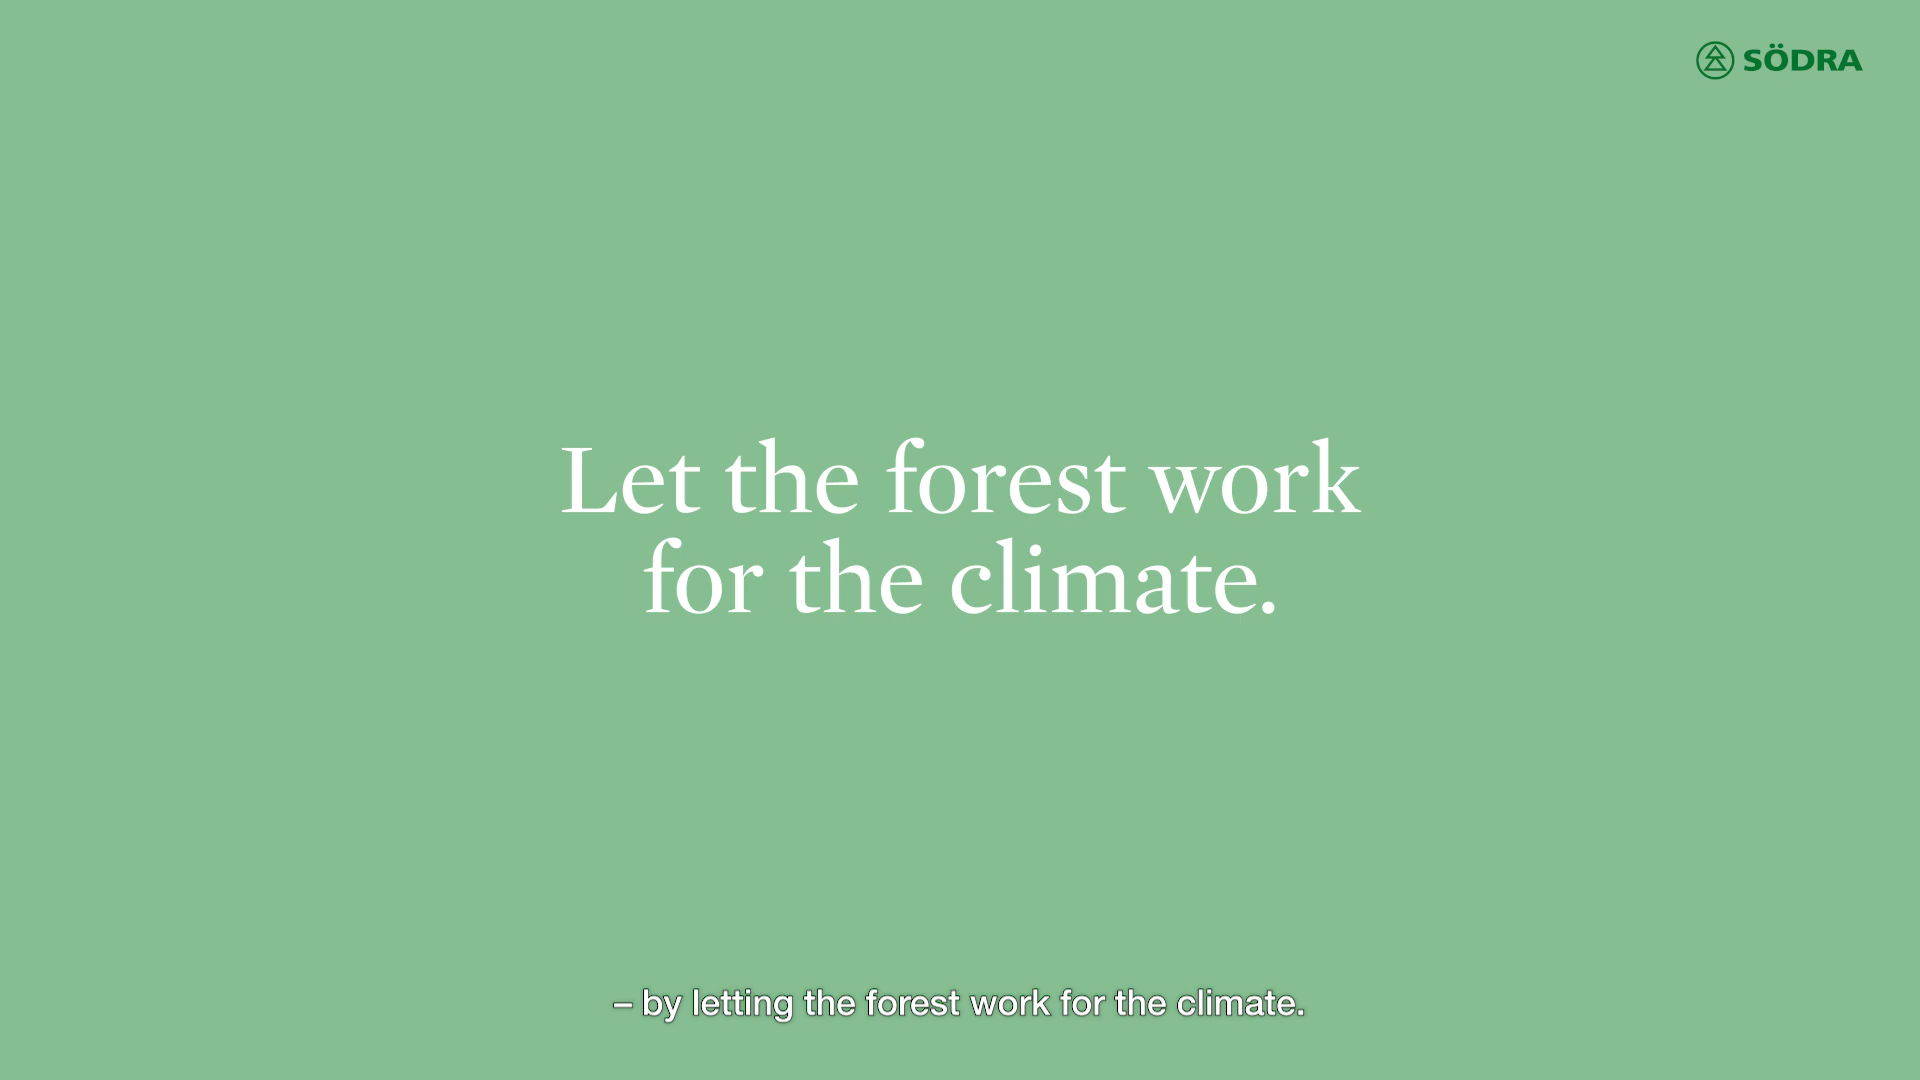 SÖDRA
Let the forest work
for the climate.
– by letting the forest work for the climate.